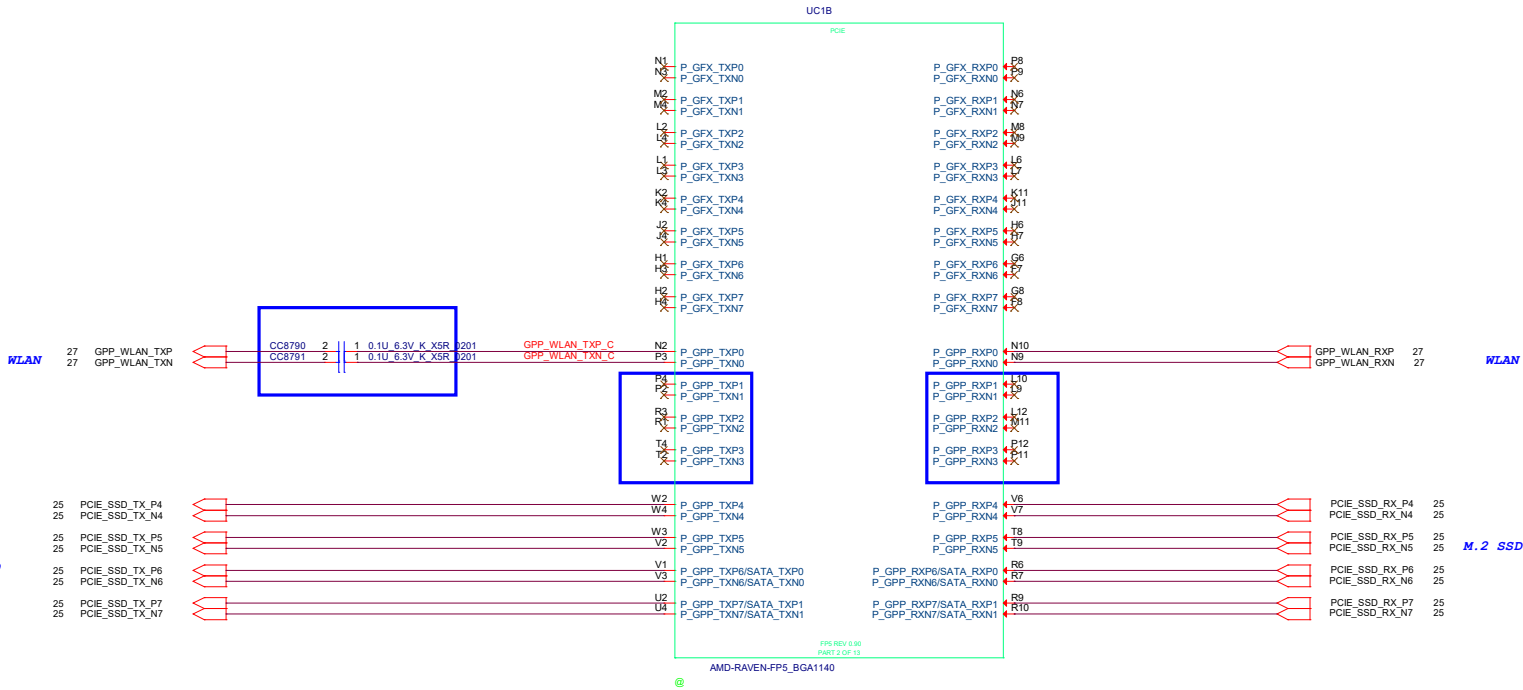 UC1B
PCIE
N1 P_GFX_TXP0 P_GFX_RXP0 P8
N3 P_GFX_TXN0 P_GFX_RXN0 P9
M2 P_GFX_TXP1 P_GFX_RXP1 N6
M4 P_GFX_TXN1 P_GFX_RXN1 N7
L2 P_GFX_TXP2 P_GFX_RXP2 M8
L4 P_GFX_TXN2 P_GFX_RXN2 M9
L1 P_GFX_TXP3 P_GFX_RXP3 L6
L3 P_GFX_TXN3 P_GFX_RXN3 L7
K2 P_GFX_TXP4 P_GFX_RXP4 K11
K4 P_GFX_TXN4 P_GFX_RXN4 J11
J2 P_GFX_TXP5 P_GFX_RXP5 H6
J4 P_GFX_TXN5 P_GFX_RXN5 H7
H1 P_GFX_TXP6 P_GFX_RXP6 G6
H3 P_GFX_TXN6 P_GFX_RXN6 F7
H2 P_GFX_TXP7 P_GFX_RXP7 G8
H4 P_GFX_TXN7 P_GFX_RXN7 F8
WLAN
27 GPP_WLAN_TXP CC8790 2 1 0.1U_6.3V_K_X5R_0201 GPP_WLAN_TXP_C N2 P_GPP_TXP0 P_GPP_RXP0 N10 GPP_WLAN_RXP 27
27 GPP_WLAN_TXN CC8791 2 1 0.1U_6.3V_K_X5R_0201 GPP_WLAN_TXN_C P3 P_GPP_TXN0 P_GPP_RXN0 N9 GPP_WLAN_RXN 27
WLAN
P4 P_GPP_TXP1 P_GPP_RXP1 L10
P2 P_GPP_TXN1 P_GPP_RXN1 L9
R3 P_GPP_TXP2 P_GPP_RXP2 L12
R1 P_GPP_TXN2 P_GPP_RXN2 M11
T4 P_GPP_TXP3 P_GPP_RXP3 P12
T2 P_GPP_TXN3 P_GPP_RXN3 P11
25 PCIE_SSD_TX_P4 W2 P_GPP_TXP4 P_GPP_RXP4 V6 PCIE_SSD_RX_P4 25
25 PCIE_SSD_TX_N4 W4 P_GPP_TXN4 P_GPP_RXN4 V7 PCIE_SSD_RX_N4 25
25 PCIE_SSD_TX_P5 W3 P_GPP_TXP5 P_GPP_RXP5 T8 PCIE_SSD_RX_P5 25
25 PCIE_SSD_TX_N5 V2 P_GPP_TXN5 P_GPP_RXN5 T9 PCIE_SSD_RX_N5 25
M.2 SSD
25 PCIE_SSD_TX_P6 V1 P_GPP_TXP6/SATA_TXP0 P_GPP_RXP6/SATA_RXP0 R6 PCIE_SSD_RX_P6 25
25 PCIE_SSD_TX_N6 V3 P_GPP_TXN6/SATA_TXN0 P_GPP_RXN6/SATA_RXN0 R7 PCIE_SSD_RX_N6 25
25 PCIE_SSD_TX_P7 U2 P_GPP_TXP7/SATA_TXP1 P_GPP_RXP7/SATA_RXP1 R9 PCIE_SSD_RX_P7 25
25 PCIE_SSD_TX_N7 U4 P_GPP_TXN7/SATA_TXN1 P_GPP_RXN7/SATA_RXN1 R10 PCIE_SSD_RX_N7 25
FP5 REV 0.90
PART 2 OF 13
AMD-RAVEN-FP5_BGA1140
@